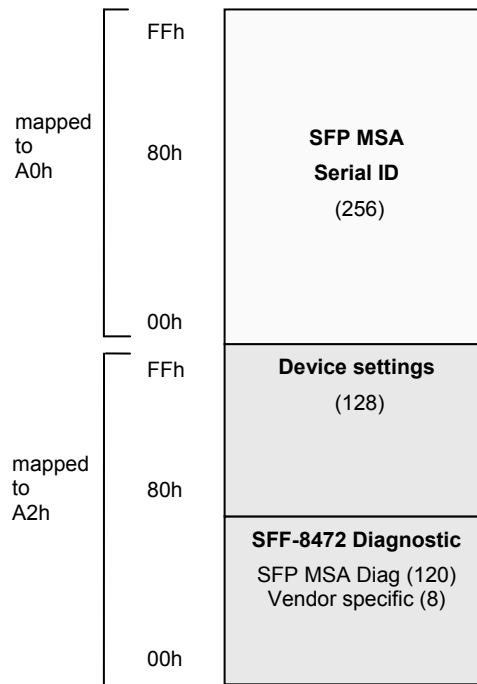 FFh
mapped
to
A0h
80h
SFP MSA
Serial ID
(256)
00h
FFh
Device settings
(128)
mapped
to
A2h
80h
SFF-8472 Diagnostic
SFP MSA Diag (120)
Vendor specific (8)
00h